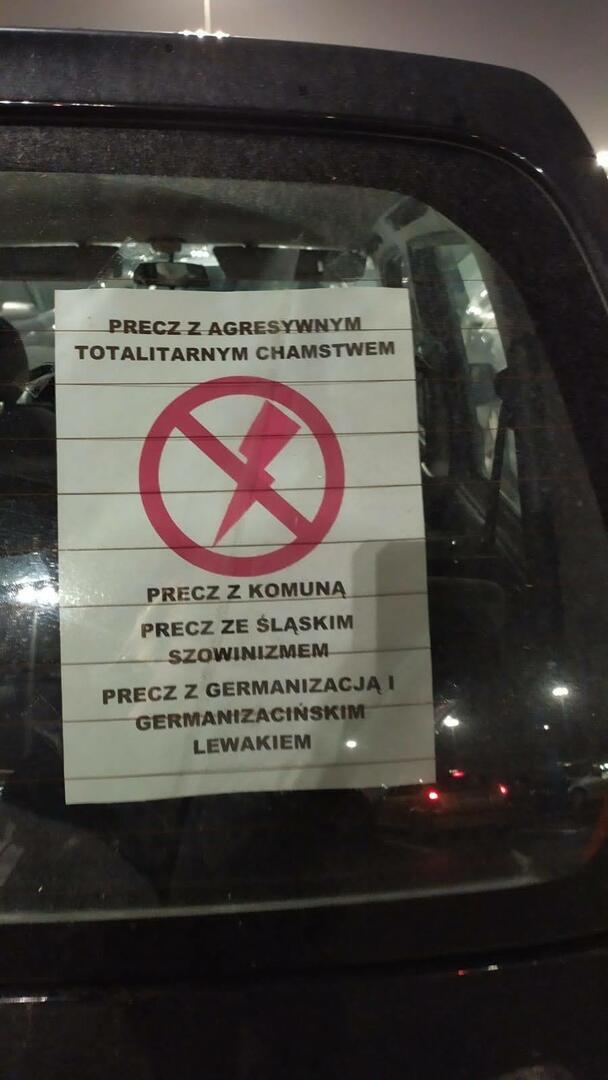 PRECZ Z AGRESYWNYM
TOTALITARNYM CHAMSTWEM
PRECZ Z KOMUNĄ
PRECZ ZE ŚLĄSKIM
SZOWINIZMEM
PRECZ Z GERMANIZACJĄ I
GERMANIZACIŃSKIM
LEWAKIEM